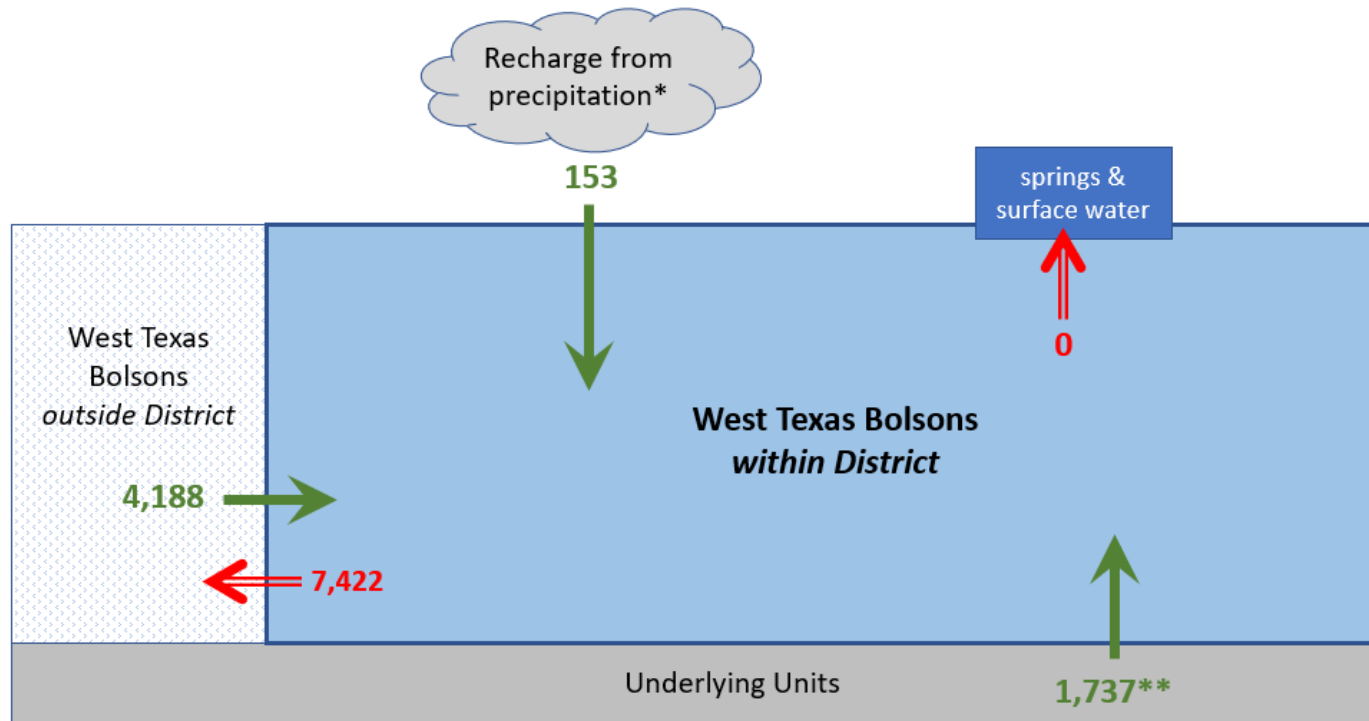 Recharge from
precipitation*
153
springs &
surface water
0
West Texas
Bolsons
outside District
West Texas Bolsons
within District
4,188
7,422
Underlying Units
1,737**